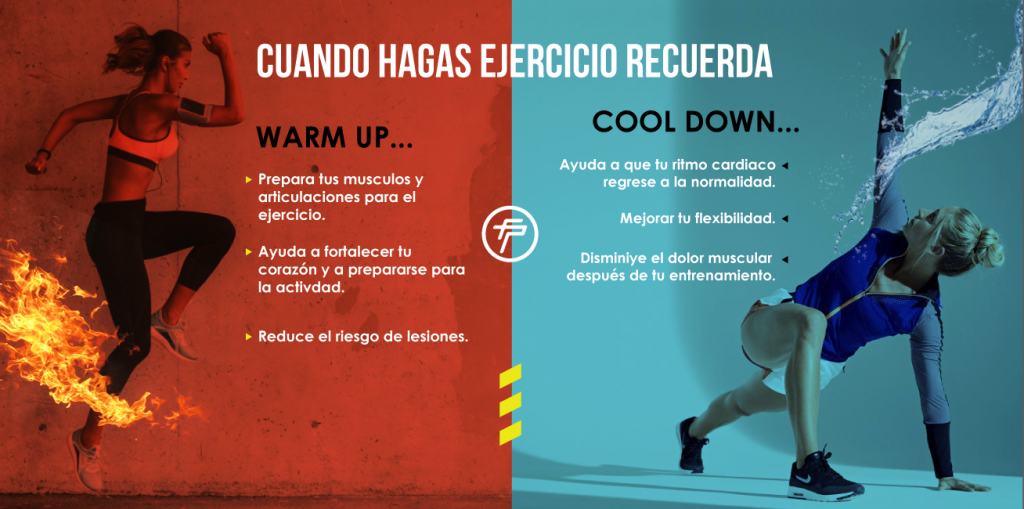 CUANDO HAGAS EJERCICIO RECUERDA
WARM UP...
Prepara tus musculos y
articulaciones para el
ejercicio.
Ayuda a fortalecer tu
corazón y a prepararse para
la activdad.
Reduce el riesgo de lesiones.
COOL DOWN...
Ayuda a que tu ritmo cardiaco
regrese a la normalidad.
Mejorar tu flexibilidad.
Disminiye el dolor muscular
después de tu entrenamiento.